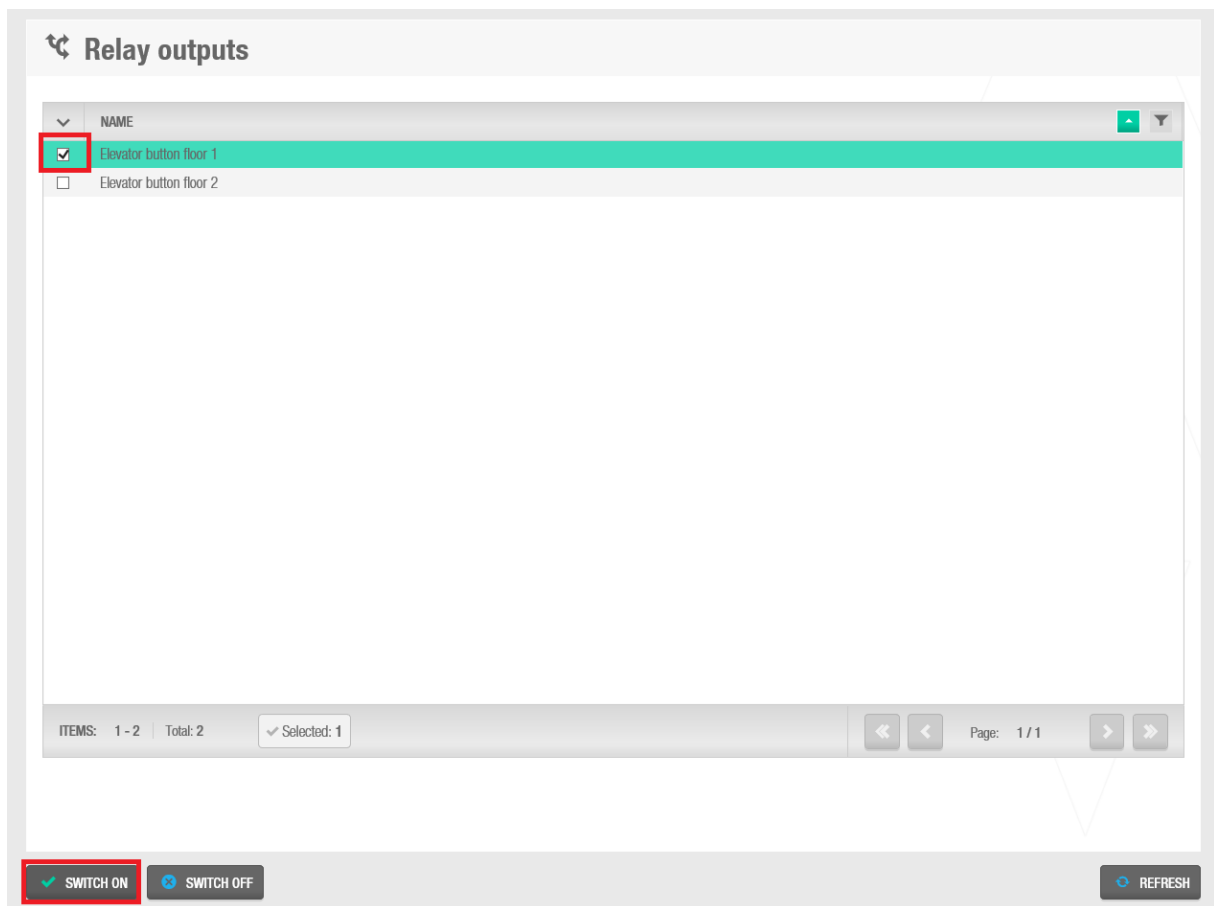 Relay outputs
NAME
Elevator button floor 1
Elevator button floor 2
ITEMS: 1 - 2 Total: 2 Selected: 1 Page: 1 / 1
SWITCH ON SWITCH OFF REFRESH